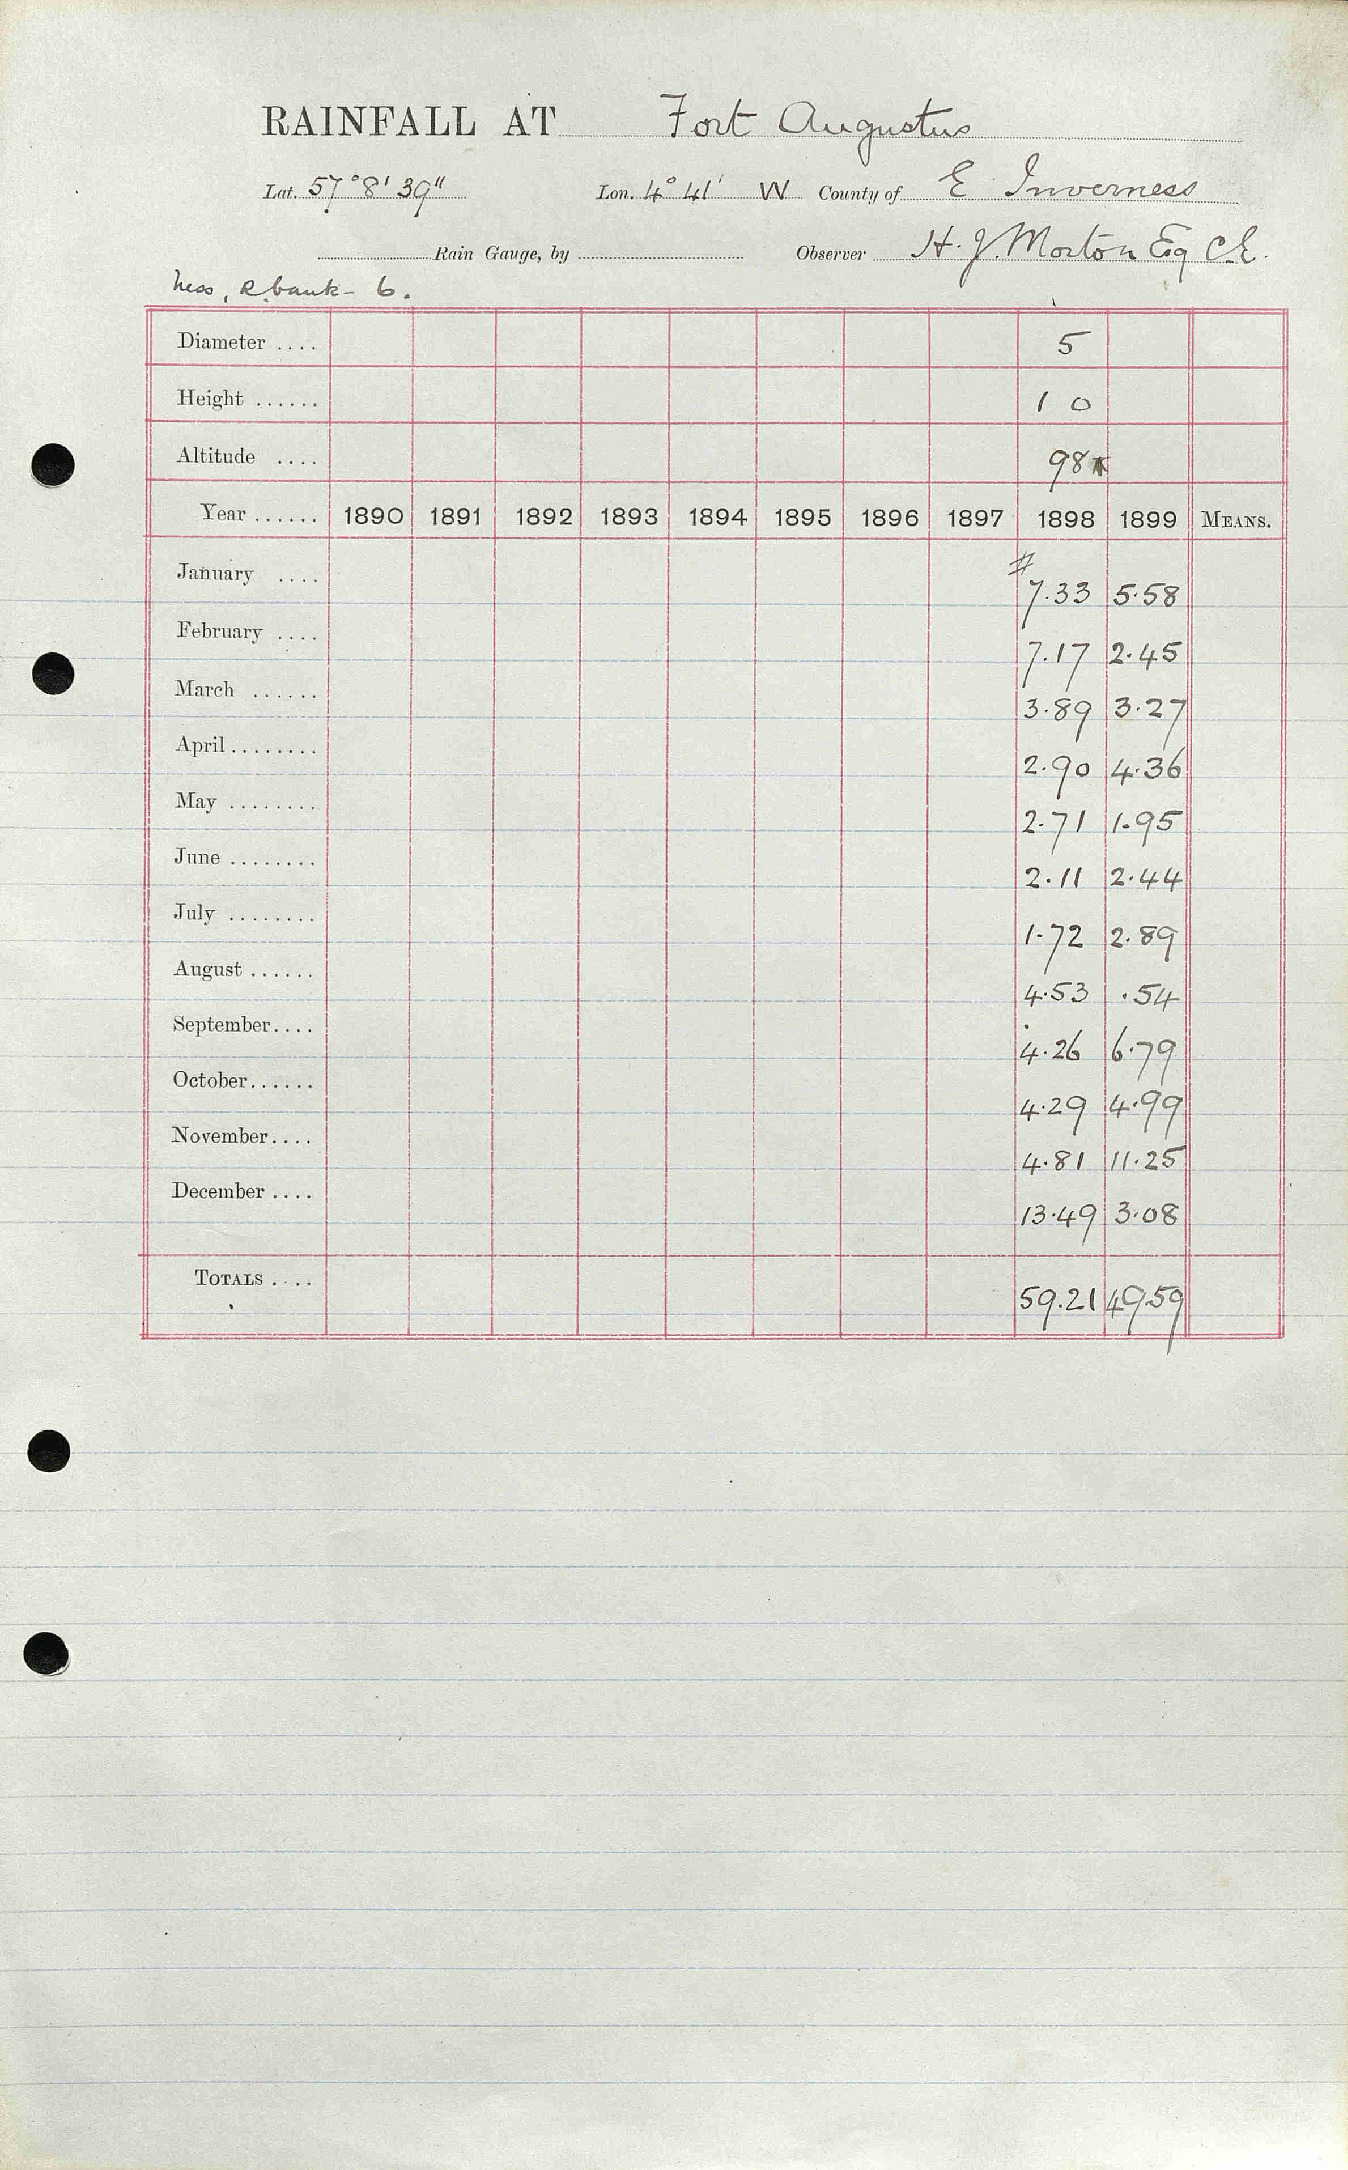 RAINFALL AT Fort Augustus
Lat. 57° 8' 39" Lon. 4° 41' W County of E Inverness
Rain Gauge, by Observer H. J. Morton Esq C.E.
Ness, R. bank - 6.
Diameter .... 5
Height ...... 1 0
Altitude .... 98
Year ...... 1890 1891 1892 1893 1894 1895 1896 1897 1898 1899 MEANS.
#
January .... 7.33 5.58
February .... 7.17 2.45
March ...... 3.89 3.27
April ........ 2.90 4.36
May ........ 2.71 1.95
June ........ 2.11 2.44
July ........ 1.72 2.89
August ...... 4.53 .54
September.... 4.26 6.79
October...... 4.29 4.99
November.... 4.81 11.25
December .... 13.49 3.08
TOTALS .... 59.21 49.59